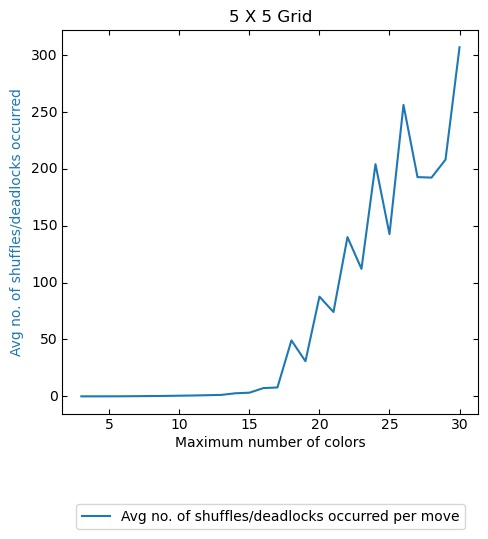 5 X 5 Grid
Avg no. of shuffles/deadlocks occurred
300
250
200
150
100
50
0
5 10 15 20 25 30
Maximum number of colors
Avg no. of shuffles/deadlocks occurred per move